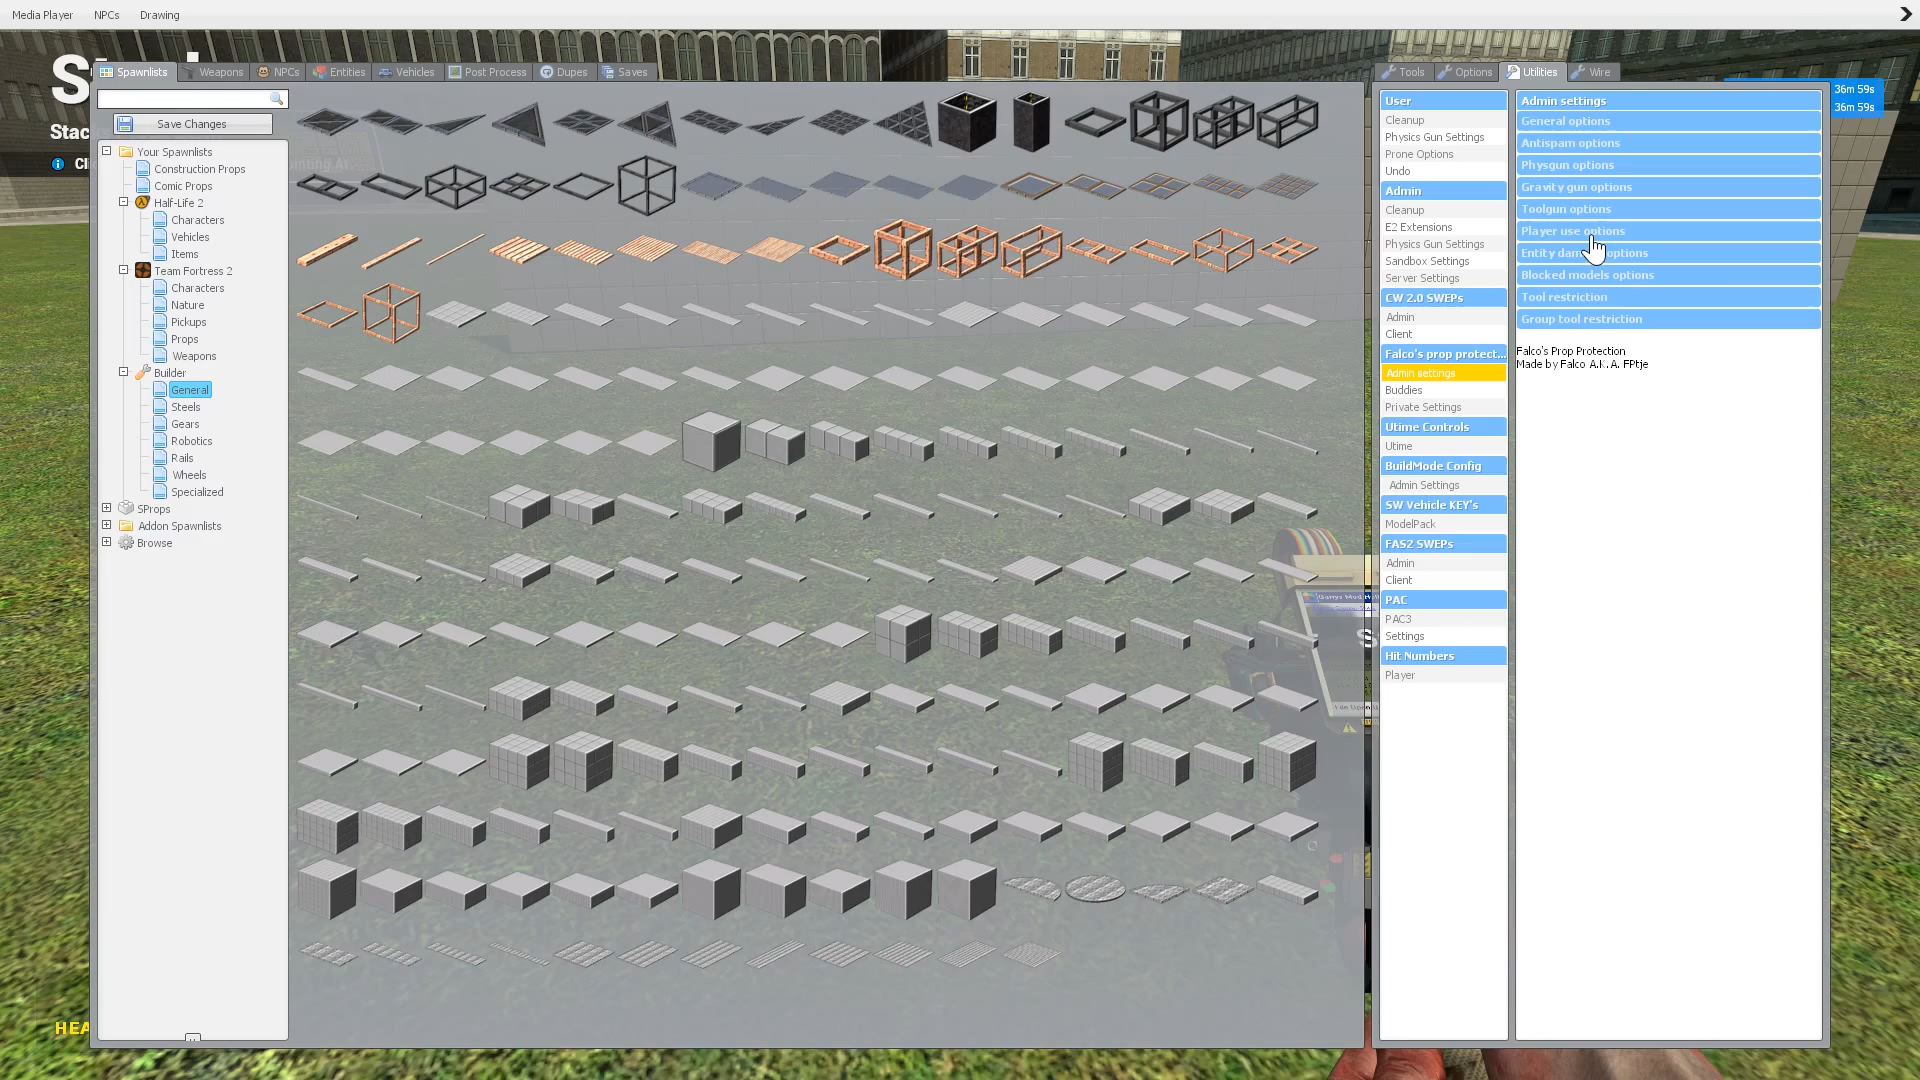 Media Player NPCs Drawing
Spawnlists Weapons NPCs Entities Vehicles Post Process Dupes Saves
Save Changes
Your Spawnlists
Construction Props
Comic Props
Half-Life 2
Characters
Vehicles
Items
Team Fortress 2
Characters
Nature
Pickups
Props
Weapons
Builder
General
Steels
Gears
Robotics
Rails
Wheels
Specialized
SProps
Addon Spawnlists
Browse
Stac
HEA
Tools Options Utilities Wire
User
Cleanup
Physics Gun Settings
Prone Options
Undo
Admin
Cleanup
E2 Extensions
Physics Gun Settings
Sandbox Settings
Server Settings
CW 2.0 SWEPs
Admin
Client
Falco's prop protect...
Admin settings
Buddies
Private Settings
Utime Controls
Utime
BuildMode Config
Admin Settings
SW Vehicle KEY's
ModelPack
FAS2 SWEPs
Admin
Client
PAC
PAC3
Settings
Hit Numbers
Player
Admin settings
General options
Antispam options
Physgun options
Gravity gun options
Toolgun options
Player use options
Entity dam options
Blocked models options
Tool restriction
Group tool restriction
Falco's Prop Protection
Made by Falco A.K.A. FPtje
36m 59s
36m 59s